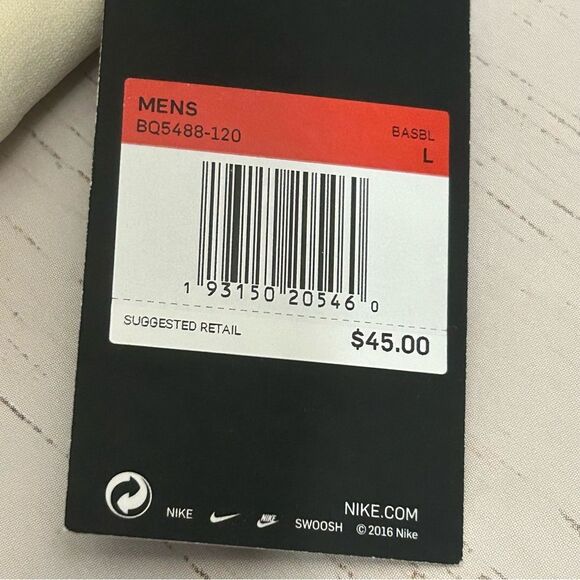 MENS
BQ5488-120 BASBL
L
1 93150 20546 0
SUGGESTED RETAIL $45.00
NIKE.COM
NIKE NIKE SWOOSH © 2016 Nike